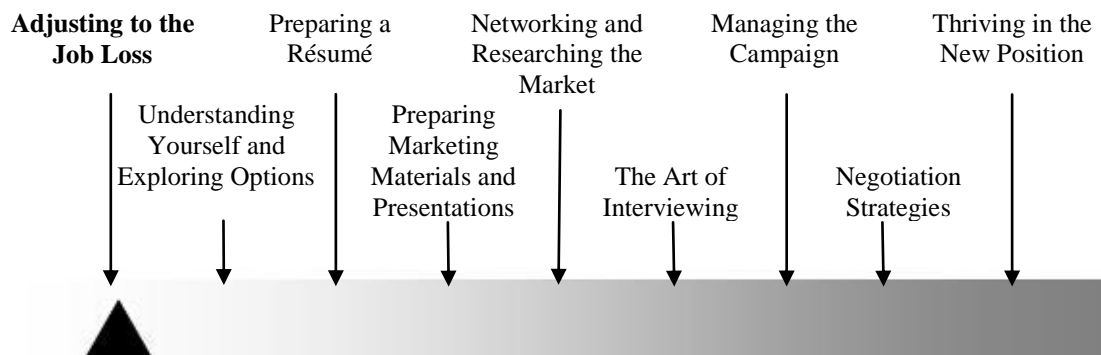 Adjusting to the
Job Loss
Understanding
Yourself and
Exploring Options
Preparing a
Résumé
Preparing
Marketing
Materials and
Presentations
Networking and
Researching the
Market
The Art of
Interviewing
Managing the
Campaign
Negotiation
Strategies
Thriving in the
New Position